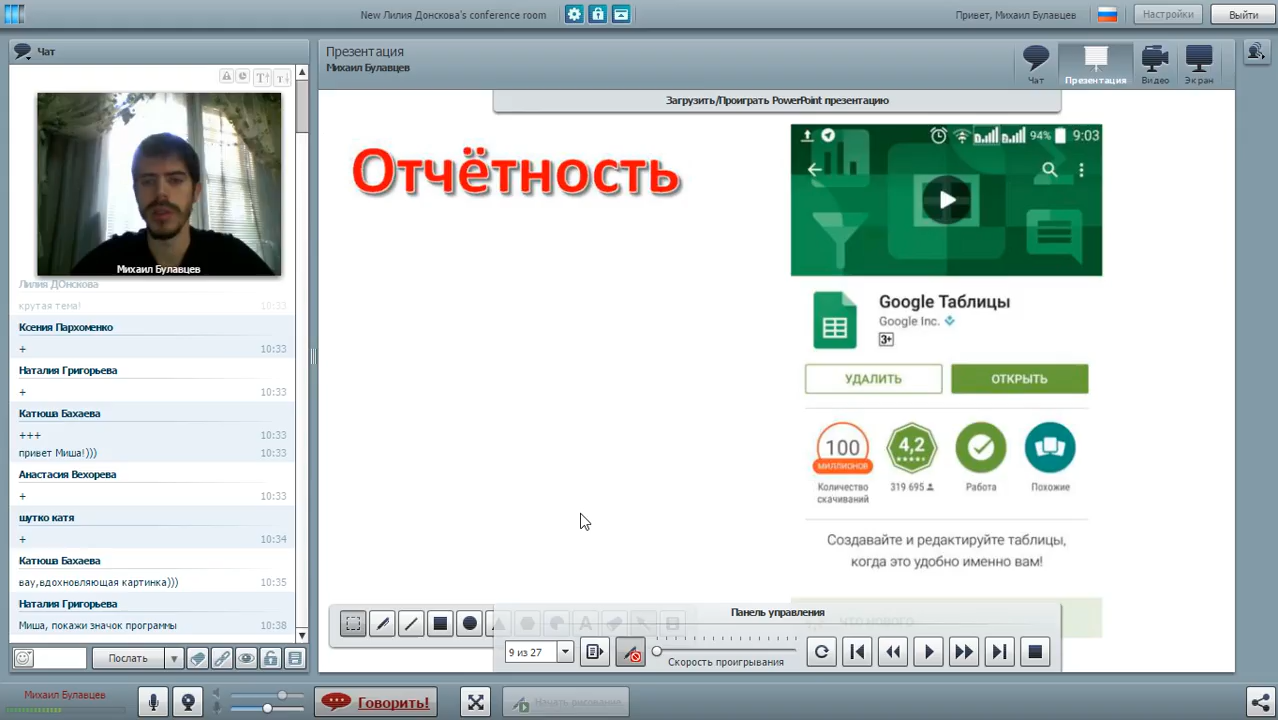 New Лилия Донскова's conference room
Привет, Михаил Булавцев
Настройки
Выйти
Чат
Михаил Булавцев
Лилия ДОнскова
крутая тема!
10:33
Ксения Пархоменко
+
10:33
Наталия Григорьева
+
10:33
Катюша Бахаева
+++
10:33
привет Миша!)))
10:33
Анастасия Вехорева
+
10:33
шутко катя
+
10:34
Катюша Бахаева
вау,вдохновляющая картинка)))
10:35
Наталия Григорьева
Миша, покажи значок программы
10:38
Послать
Презентация
Михаил Булавцев
Чат
Презентация
Видео
Экран
Загрузить/Проиграть PowerPoint презентацию
Отчётность
94%
9:03
Google Таблицы
Google Inc.
3+
УДАЛИТЬ
ОТКРЫТЬ
100
МИЛЛИОНОВ
Количество скачиваний
4,2
319 695
Работа
Похожие
Создавайте и редактируйте таблицы,
когда это удобно именно вам!
ЧТО НОВОГО
Панель управления
9 из 27
Скорость проигрывания
Михаил Булавцев
Говорить!
Начать рисование